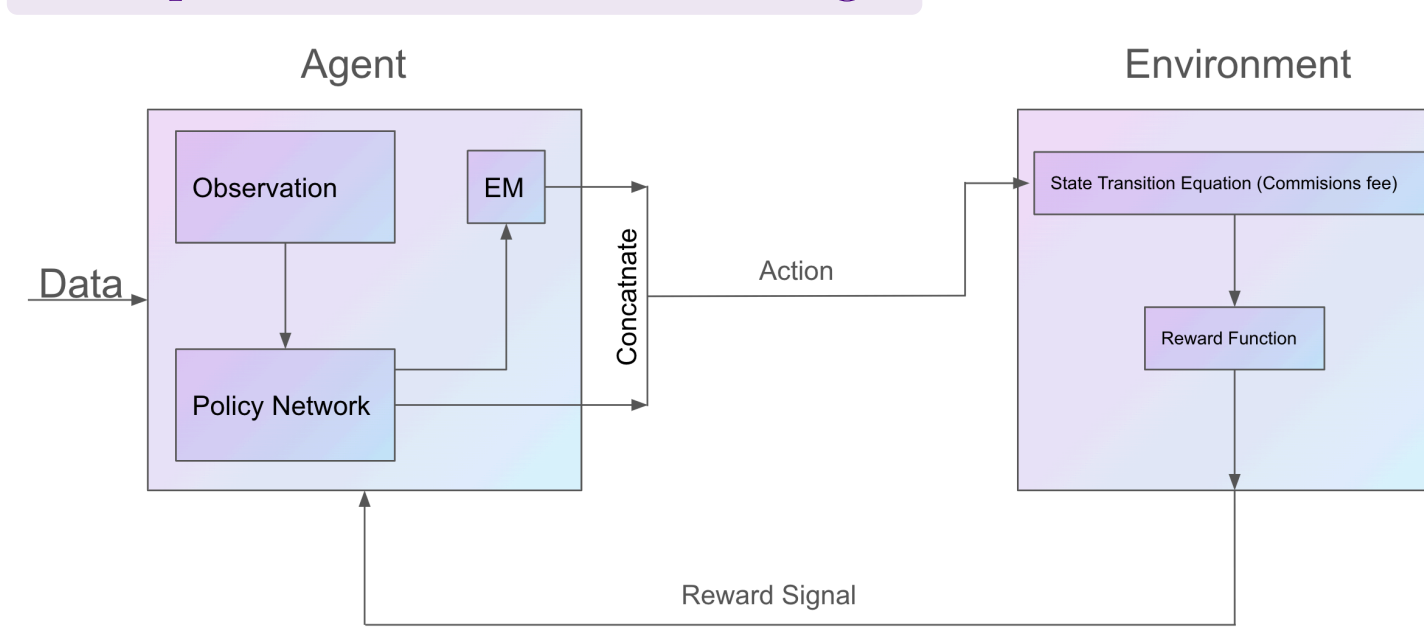 Agent
Environment
Observation
EM
State Transition Equation (Commisions fee)
Data
Concatnate
Action
Reward Function
Policy Network
Reward Signal